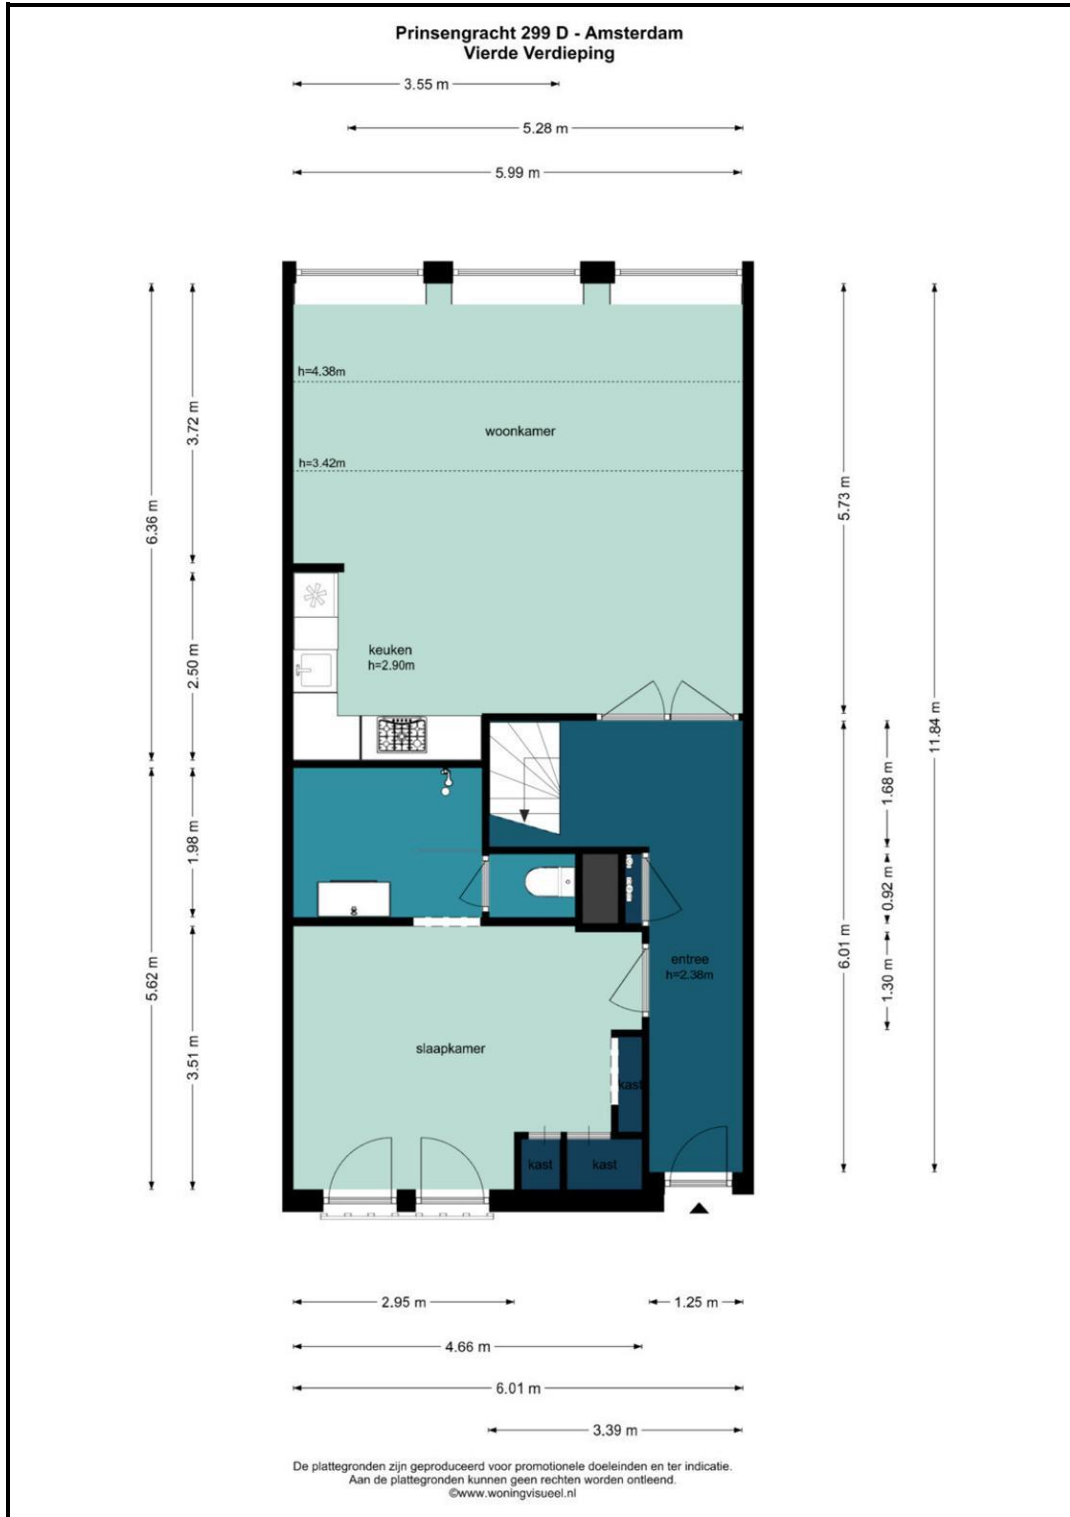 Prinsengracht 299 D - Amsterdam
Vierde Verdieping
3.55 m
5.28 m
5.99 m
h=4.38m
woonkamer
h=3.42m
3.72 m
6.36 m
5.73 m
keuken
h=2.90m
2.50 m
11.84 m
1.68 m
1.98 m
0.92 m
6.01 m
entree
h=2.38m
1.30 m
5.62 m
3.51 m
slaapkamer
kast
kast
kast
2.95 m
1.25 m
4.66 m
6.01 m
3.39 m
De plattegronden zijn geproduceerd voor promotionele doeleinden en ter indicatie.
Aan de plattegronden kunnen geen rechten worden ontleend.
©www.woningvisueel.nl